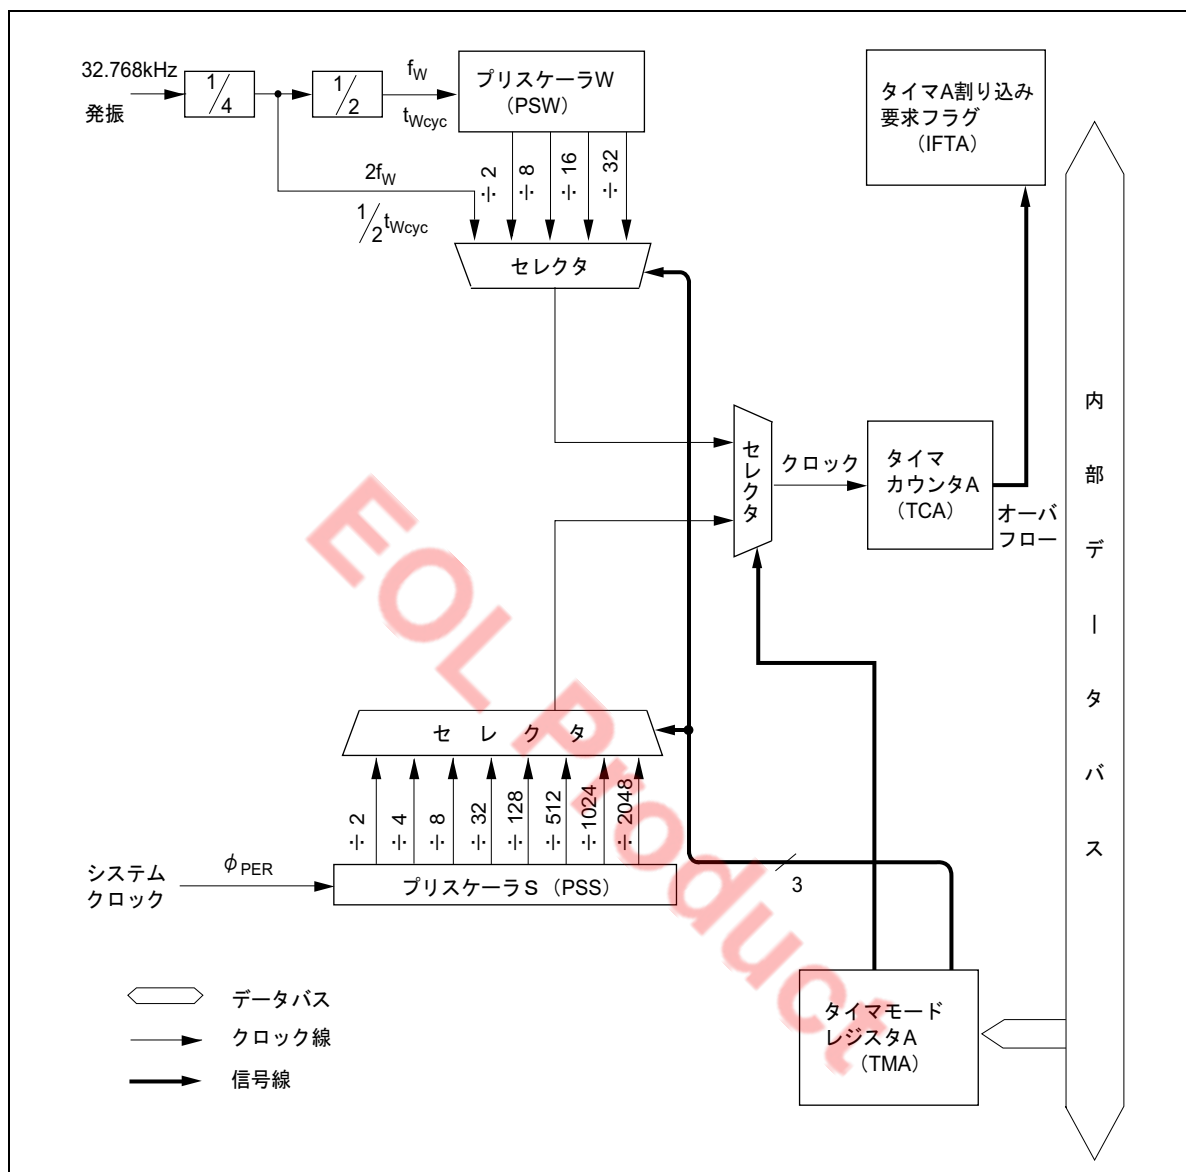 32.768kHz
発振
1/4
1/2
fW
tWcyc
プリスケーラW
(PSW)
2fW
1/2 tWcyc
÷ 2
÷ 8
÷ 16
÷ 32
セレクタ
タイマA割り込み
要求フラグ
(IFTA)
セレクタ
クロック
タイマ
カウンタA
(TCA)
オーバ
フロー
内部データバス
セレクタ
÷ 2
÷ 4
÷ 8
÷ 32
÷ 128
÷ 512
÷1024
÷ 2048
システム
クロック
φPER
プリスケーラS (PSS)
3
タイマモード
レジスタA
(TMA)
データバス
クロック線
信号線
EOL Product